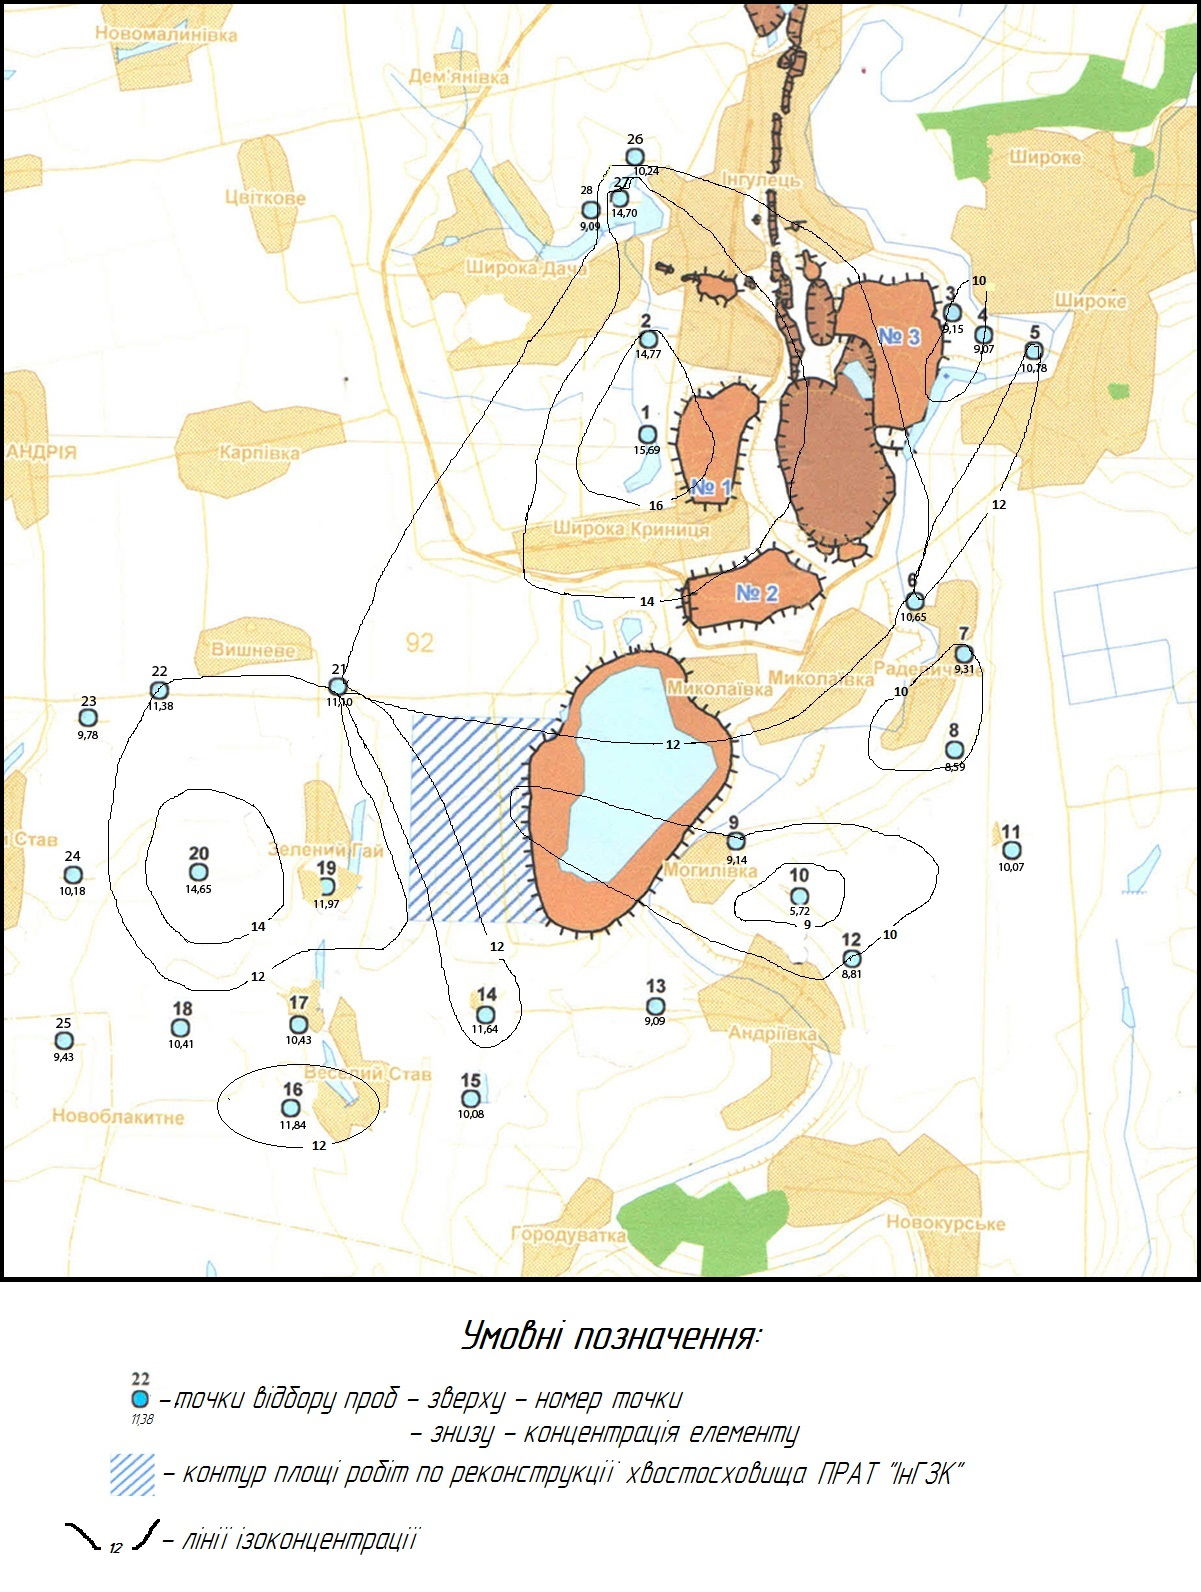 Новомалинівка
Дем'янівка
26
10,24
Широке
Інгулець
Цвіткове
28
9,09
27
14,70
Широка Дача
10
3
9,15
4
9,07
Широке
5
10,78
№ 3
2
14,77
1
15,69
АНДРІЯ
Карпівка
№ 1
16
12
Широка Криниця
14
№ 2
6
10,65
92
7
9,31
Вишневе
21
11,10
22
11,38
Миколаївка
Миколаївка
Радевичеве
10
23
9,78
12
8
8,59
9
9,14
11
10,07
й Став
Зелений Гай
24
10,18
20
14,65
19
11,97
Могилівка
10
5,72
9
14
12
10
12
8,81
12
14
11,64
13
9,09
17
10,43
18
10,41
25
9,43
Андріївка
Веселий Став
16
11,84
15
10,08
Новоблакитне
12
Городуватка
Новокурське
Умовні позначення:
22
11,38
– точки відбору проб – зверху – номер точки
– знизу – концентрація елементу
– контур площі робіт по реконструкції хвостосховища ПРАТ "ІнГЗК"
12
– лінії ізоконцентрації